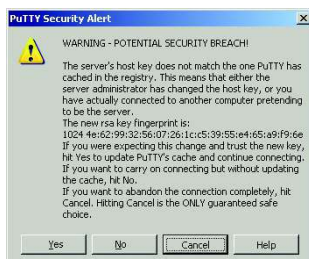 PuTTY Security Alert
WARNING - POTENTIAL SECURITY BREACH!
The server's host key does not match the one PuTTY has
cached in the registry. This means that either the
server administrator has changed the host key, or you
have actually connected to another computer pretending
to be the server.
The new rsa key fingerprint is:
1024 4e:62:99:32:56:07:26:1c:c5:39:55:e4:65:a9:f9:6e
If you were expecting this change and trust the new key,
hit Yes to update PuTTY's cache and continue connecting.
If you want to carry on connecting but without updating
the cache, hit No.
If you want to abandon the connection completely, hit
Cancel. Hitting Cancel is the ONLY guaranteed safe
choice.
Yes No Cancel Help